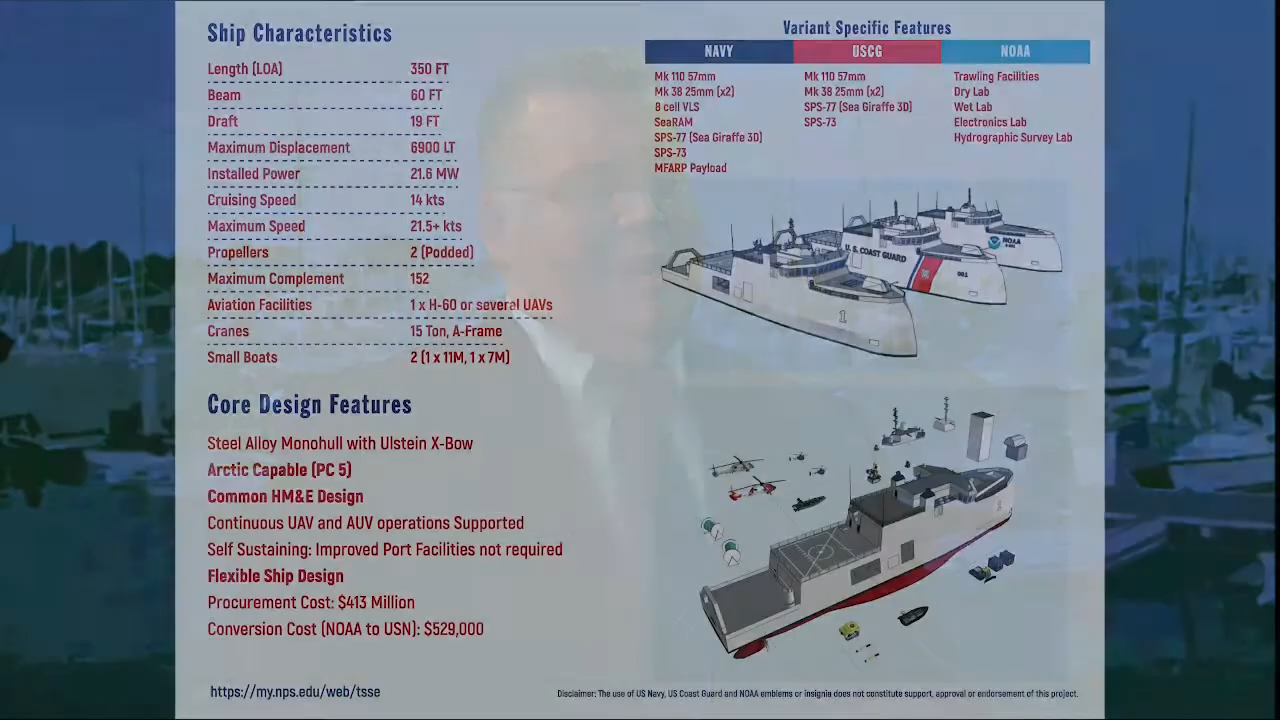 Ship Characteristics
Length (LOA) 350 FT
Beam 60 FT
Draft 19 FT
Maximum Displacement 6900 LT
Installed Power 21.6 MW
Cruising Speed 14 kts
Maximum Speed 21.5+ kts
Propellers 2 (Podded)
Maximum Complement 152
Aviation Facilities 1 x H-60 or several UAVs
Cranes 15 Ton, A-Frame
Small Boats 2 (1 x 11M, 1 x 7M)
Core Design Features
Steel Alloy Monohull with Ulstein X-Bow
Arctic Capable (PC 5)
Common HM&E Design
Continuous UAV and AUV operations Supported
Self Sustaining: Improved Port Facilities not required
Flexible Ship Design
Procurement Cost: $413 Million
Conversion Cost (NOAA to USN): $529,000
https://my.nps.edu/web/tsse
Variant Specific Features
NAVY USCG NOAA
Mk 110 57mm Mk 110 57mm Trawling Facilities
Mk 38 25mm (x2) Mk 38 25mm (x2) Dry Lab
8 cell VLS SPS-77 (Sea Giraffe 3D) Wet Lab
SeaRAM SPS-73 Electronics Lab
SPS-77 (Sea Giraffe 3D) Hydrographic Survey Lab
SPS-73
MFARP Payload
U.S. COAST GUARD
001
NOAA
1
Disclaimer: The use of US Navy, US Coast Guard and NOAA emblems or insignia does not constitute support, approval or endorsement of this project.